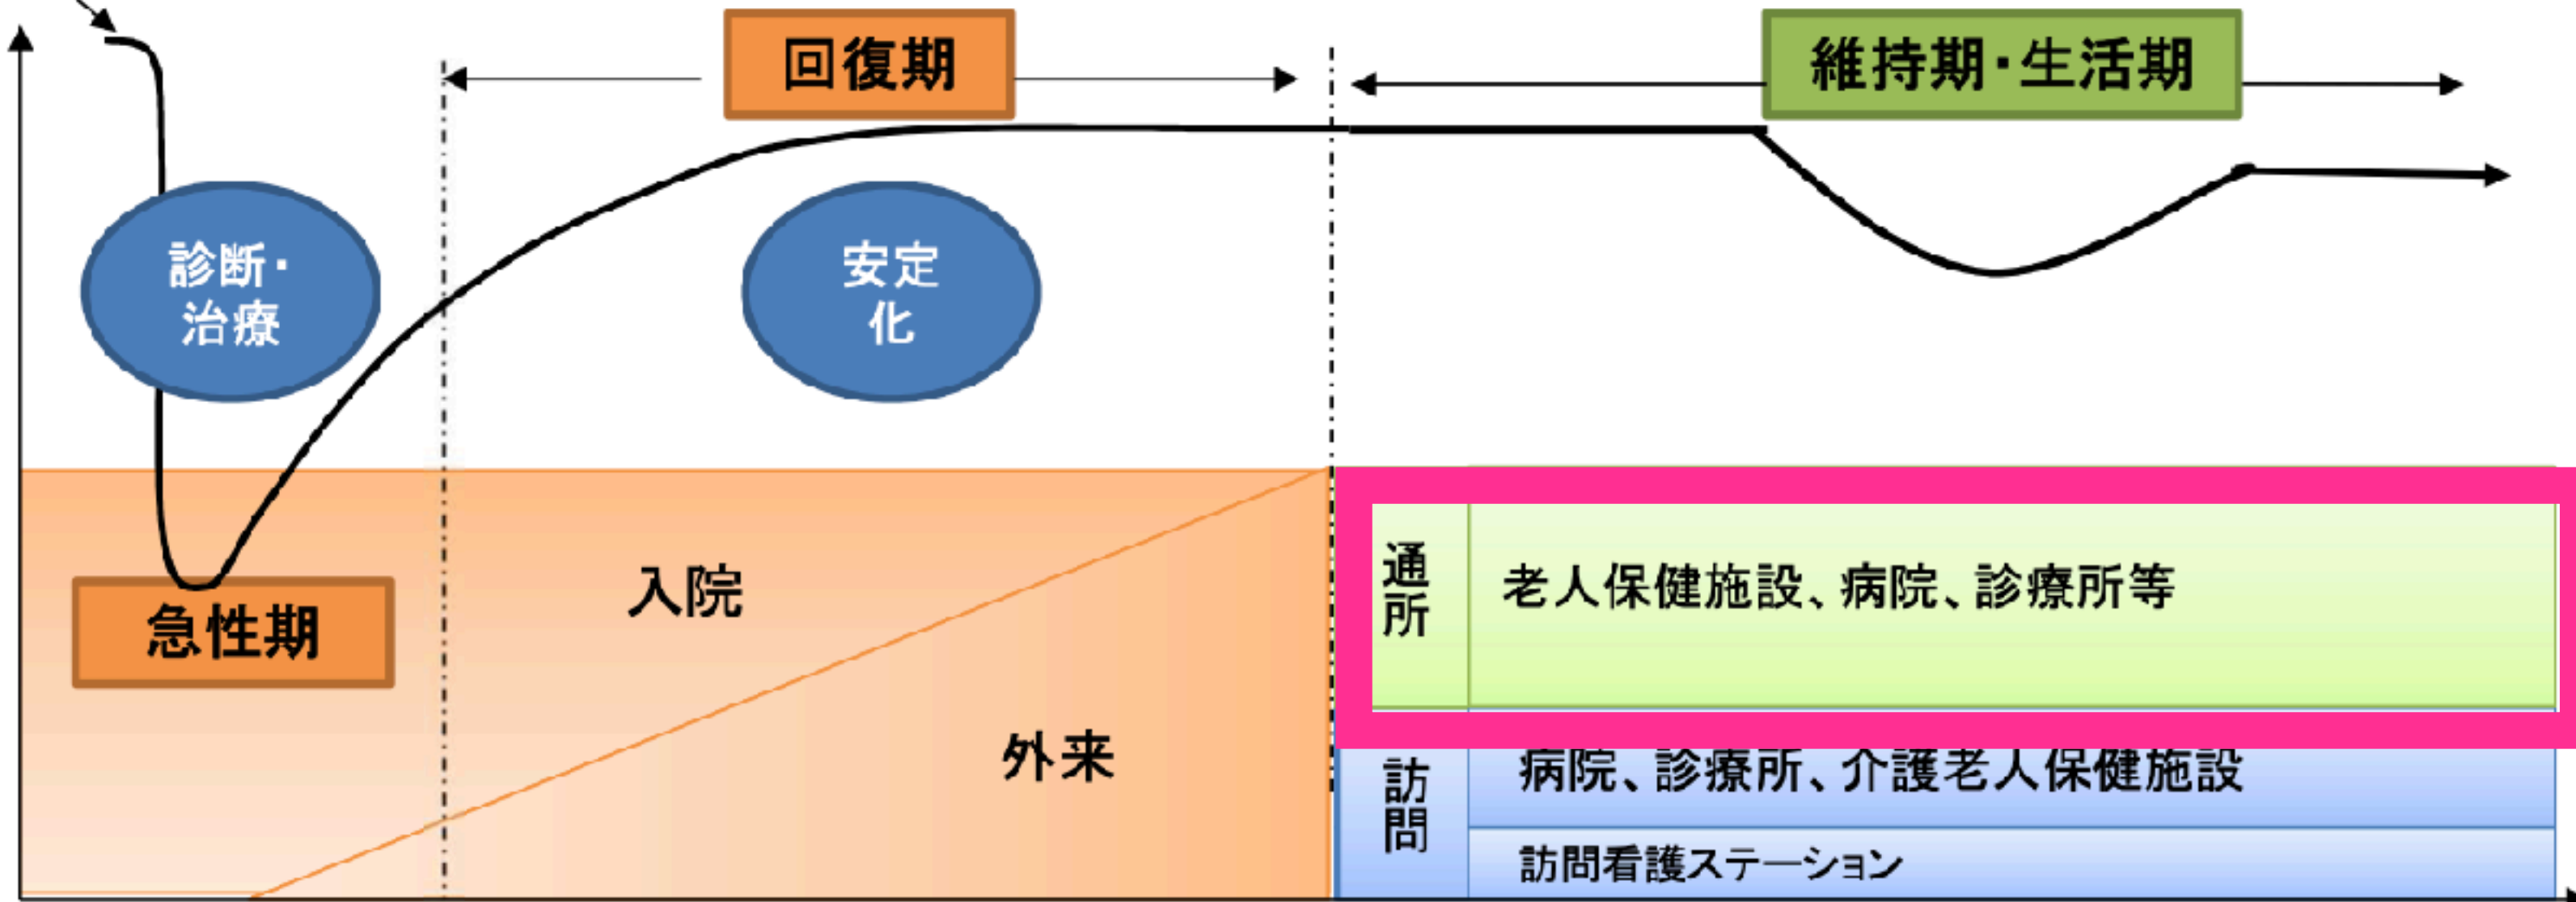 回復期
維持期・生活期
診断・
治療
安定
化
急性期
入院
外来
通所
老人保健施設、病院、診療所等
訪問
病院、診療所、介護老人保健施設
訪問看護ステーション